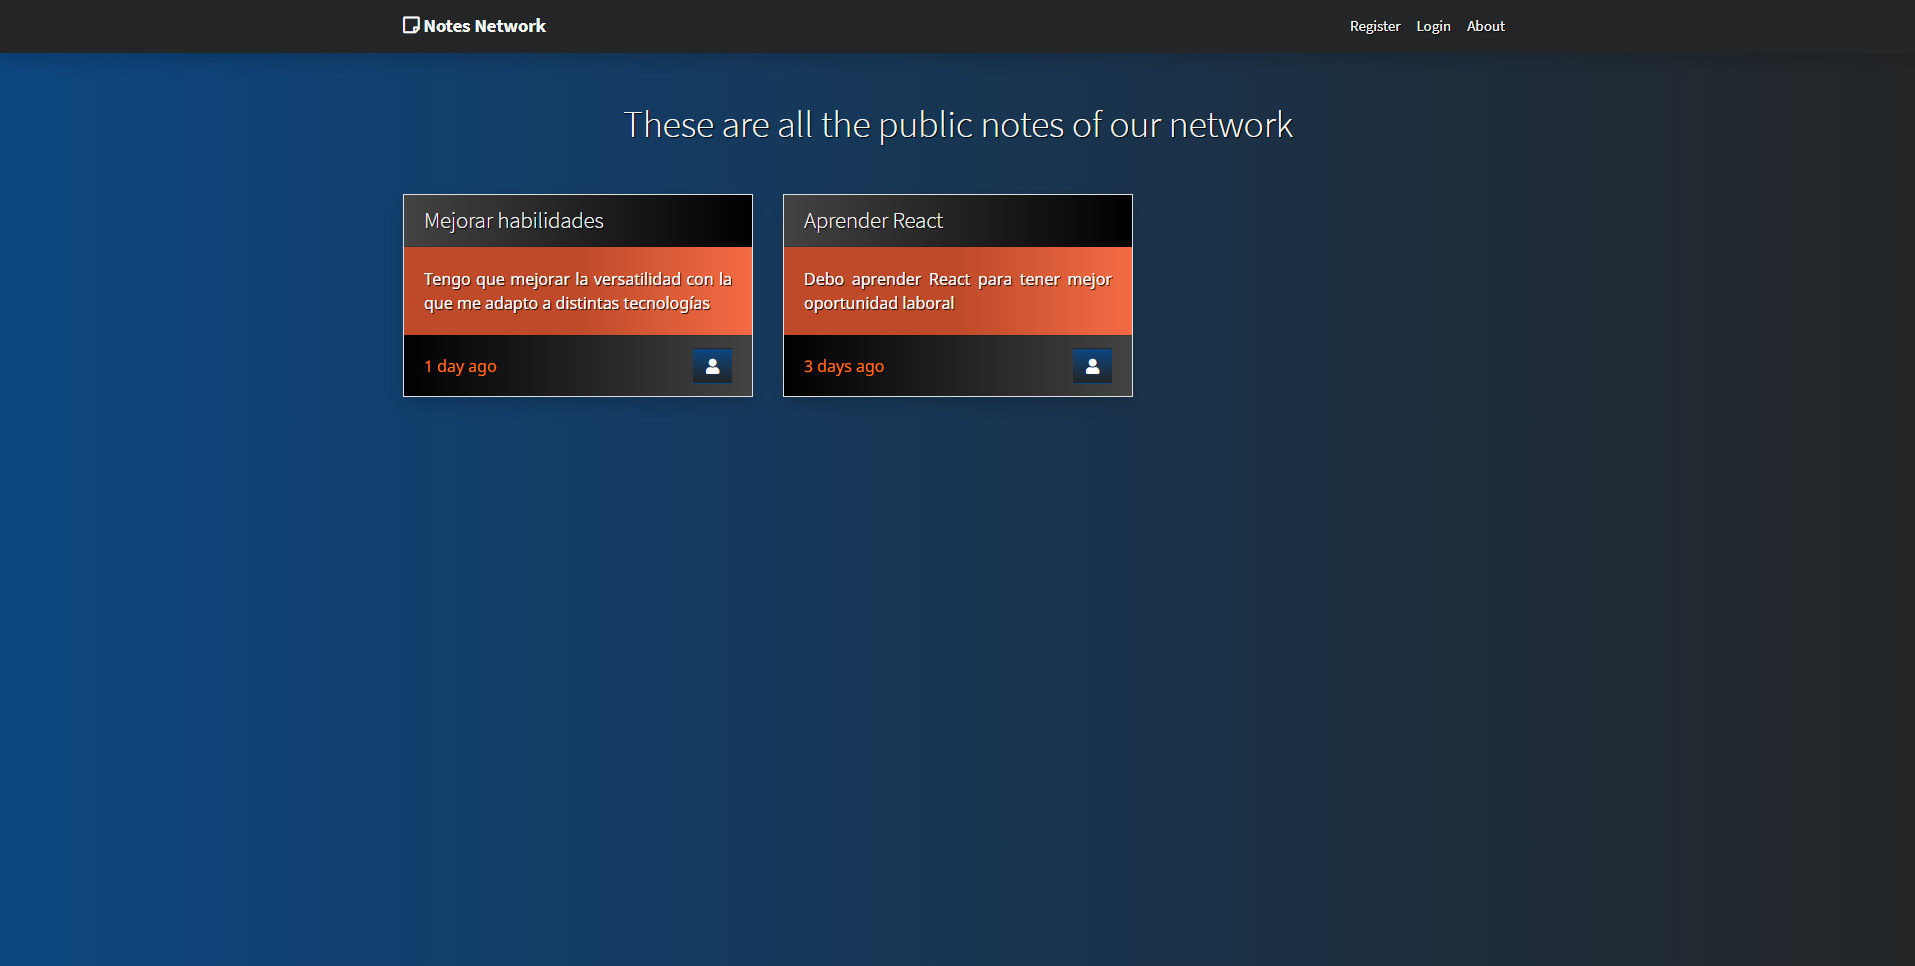 Notes Network
Register Login About
These are all the public notes of our network
Mejorar habilidades
Tengo que mejorar la versatilidad con la
que me adapto a distintas tecnologías
1 day ago
Aprender React
Debo aprender React para tener mejor
oportunidad laboral
3 days ago